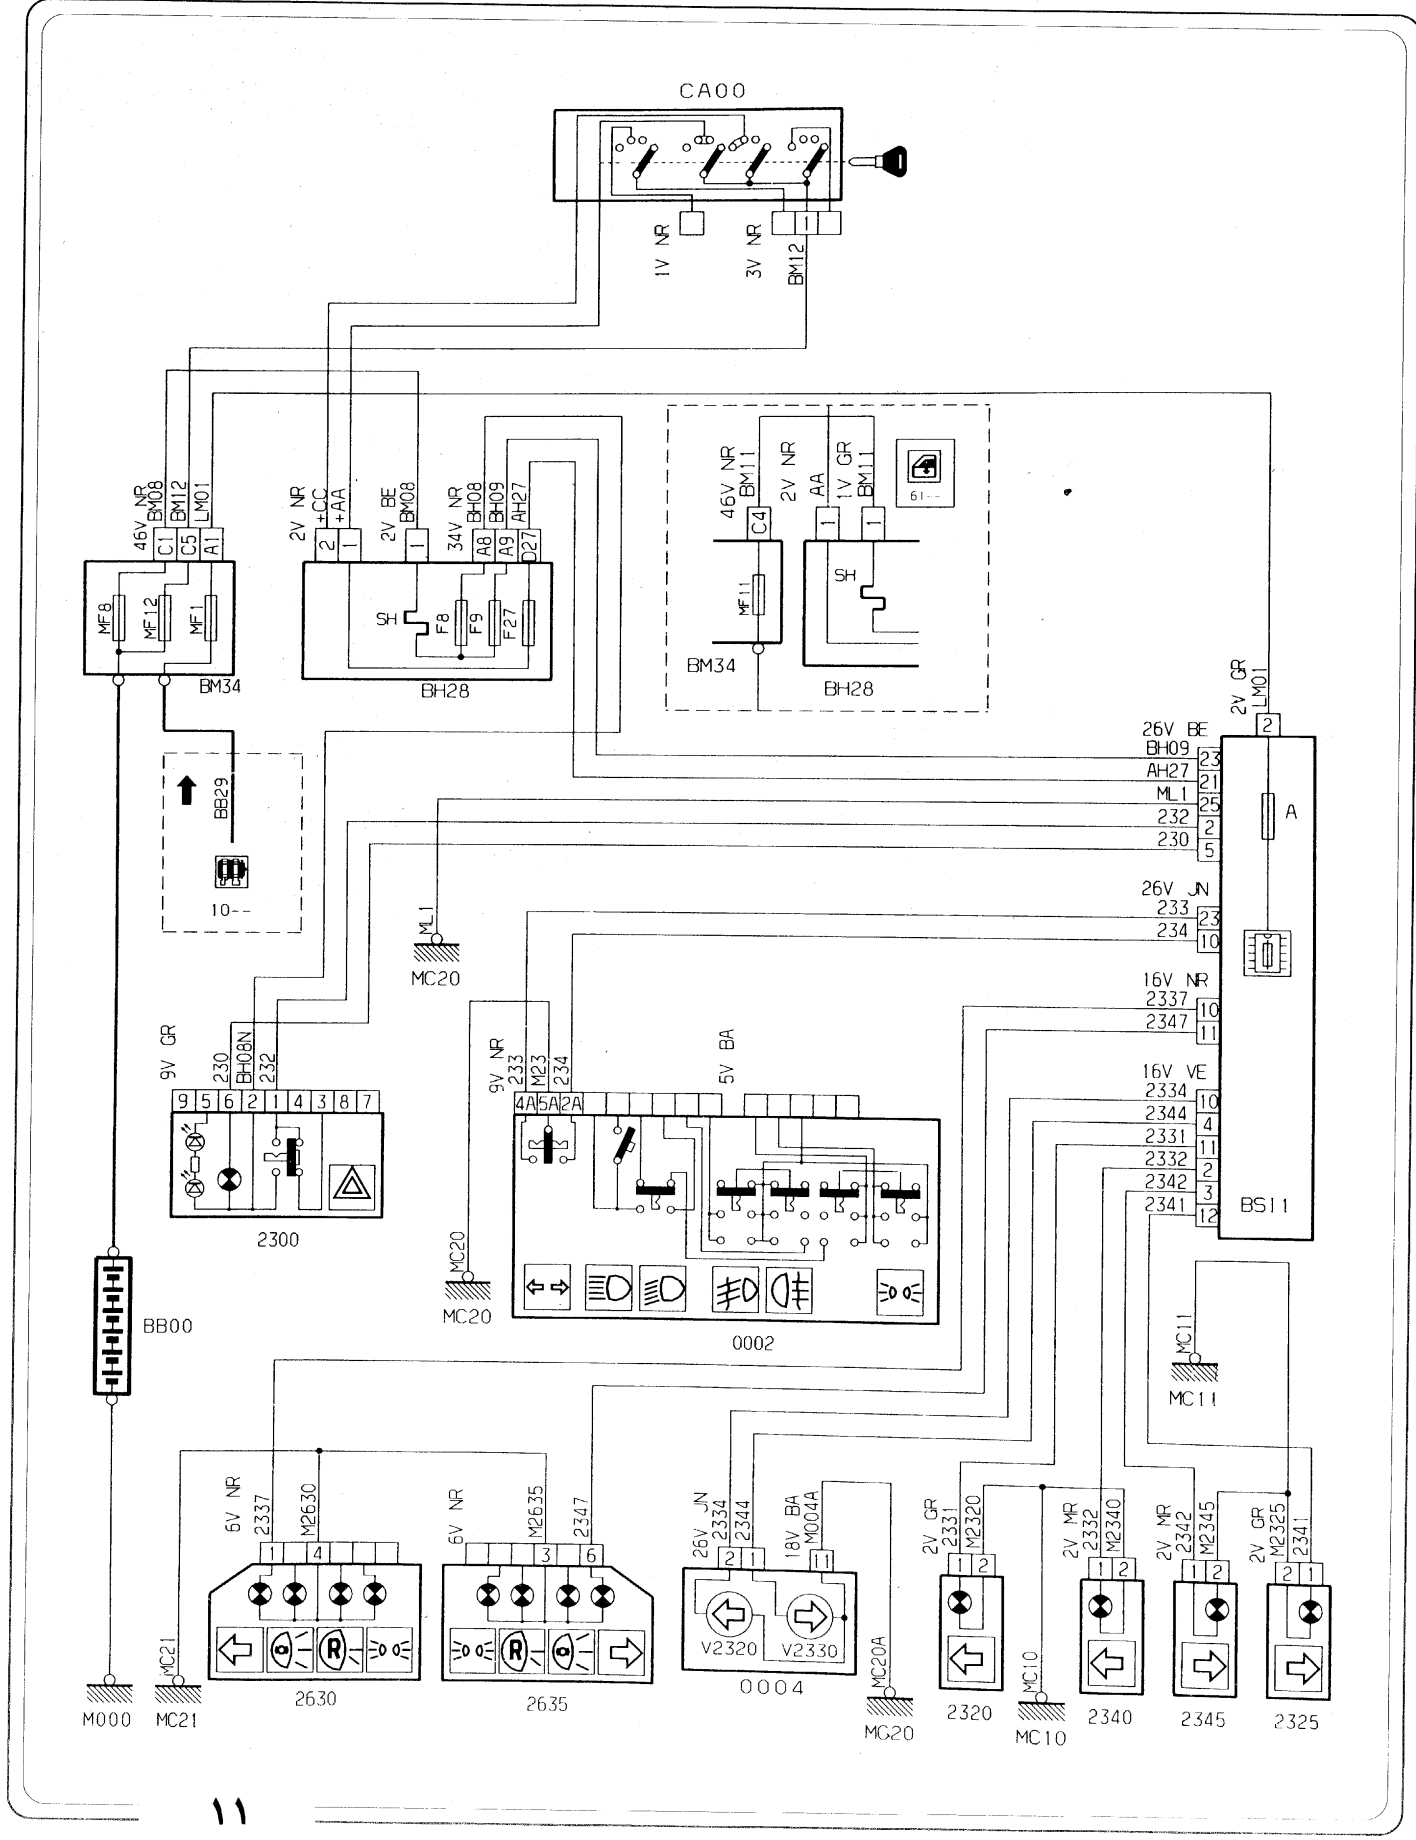 CA00
1V NR
3V NR
BM12
46V NR
BM08
BM12
LM01
C1
C5
A1
MF8
MF12
MF1
BM34
2V NR
+CC
+AA
2
1
2V BE
BM08
1
34V NR
BH08
BH09
AH27
A8
A9
D27
SH
F8
F9
F27
BH28
46V NR
BM11
C4
MF11
BM34
2V NR
AA
1
1V GR
BM11
1
SH
BH28
61--
2V GR
LM01
2
26V BE
BH09 23
AH27 21
ML1 25
232 2
230 5
A
26V JN
233 23
234 10
16V NR
2337 10
2347 11
16V VE
2334 10
2344 4
2331 11
2332 2
2342 3
2341 12
BSI1
BB29
10--
ML1
MC20
9V GR
230
BH08N
232
9 5 6 2 1 4 3 8 7
2300
9V NR
233
M23
234
4A 5A 2A
5V BA
MC20
MC20
0002
BB00
MC11
MC11
6V NR
2337
M2630
1 4
2630
6V NR
M2635
2347
3 6
R
R
2635
26V JN
2334
2344
2 1
18V BA
M004A
11
V2320
V2330
0004
MC20A
MC20
2V GR
2331
M2320
1 2
2320
MC10
MC10
2V MR
2332
M2340
1 2
2340
2V MR
2342
M2345
1 2
2345
2V GR
M2325
2341
2 1
2325
M000
MC21
MC21
11